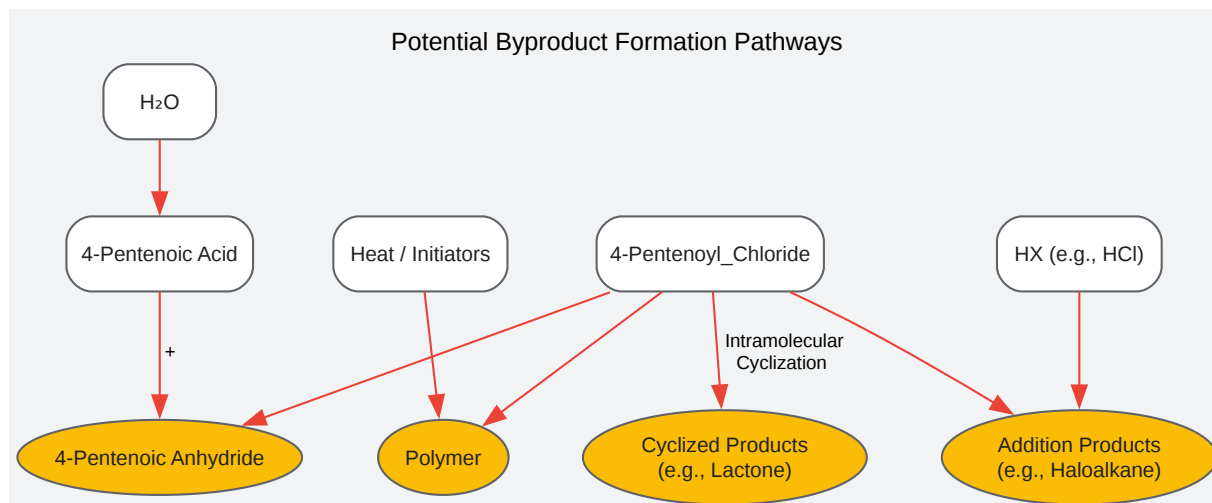 Potential Byproduct Formation Pathways
H₂O
4-Pentenoic Acid
Heat / Initiators
4-Pentenoyl_Chloride
HX (e.g., HCl)
+
Intramolecular
Cyclization
4-Pentenoic Anhydride
Polymer
Cyclized Products
(e.g., Lactone)
Addition Products
(e.g., Haloalkane)